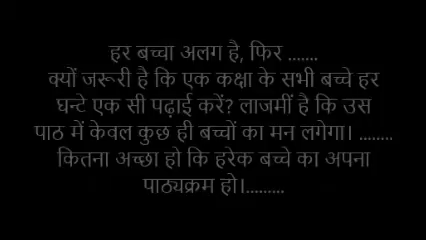 हर बच्चा अलग है, फिर .......
क्यों जरूरी है कि एक कक्षा के सभी बच्चे हर
घन्टे एक सी पढ़ाई करें? लाजमीं है कि उस
पाठ में केवल कुछ ही बच्चों का मन लगेगा। ........
कितना अच्छा हो कि हरेक बच्चे का अपना
पाठ्यक्रम हो।.........